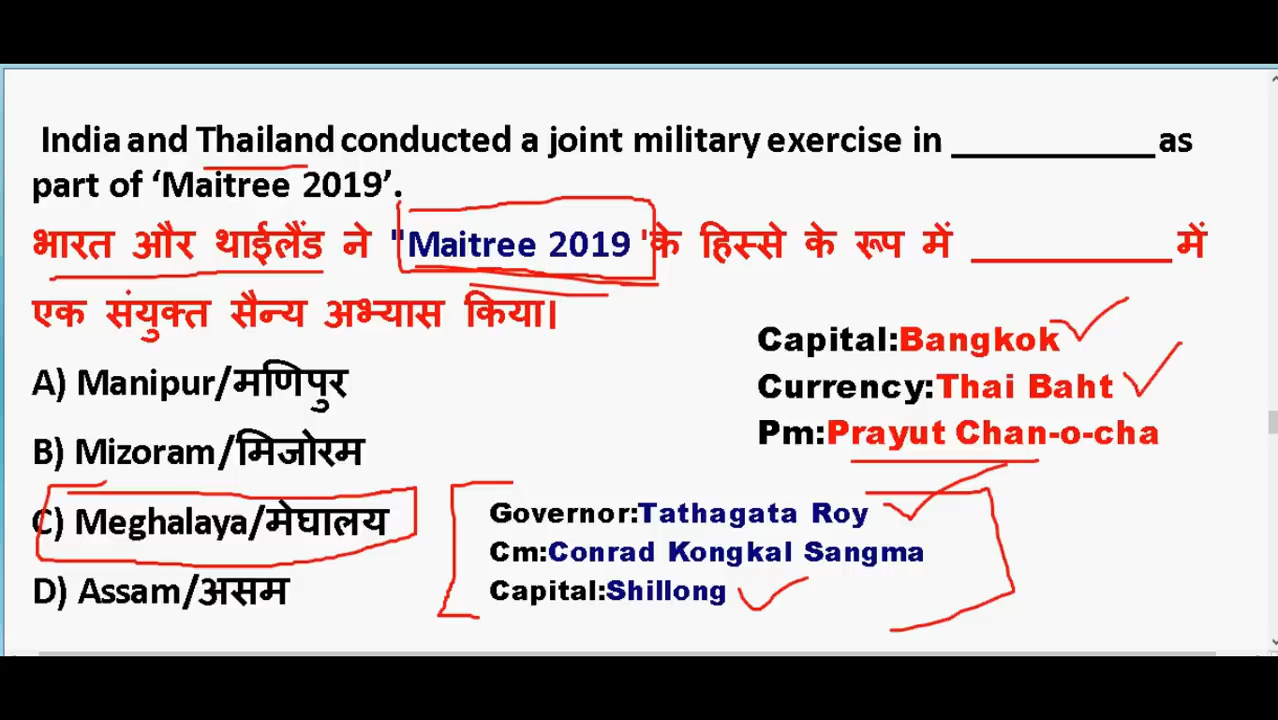 India and Thailand conducted a joint military exercise in ____________ as
part of ‘Maitree 2019’.
भारत और थाईलैंड ने "Maitree 2019 'के हिस्से के रूप में ____________ में
एक संयुक्त सैन्य अभ्यास किया।
Capital:Bangkok
A) Manipur/मणिपुर
Currency:Thai Baht
Pm:Prayut Chan-o-cha
B) Mizoram/मिजोरम
C) Meghalaya/मेघालय
Governor:Tathagata Roy
Cm:Conrad Kongkal Sangma
D) Assam/असम
Capital:Shillong